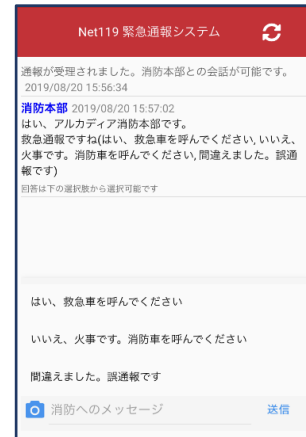 Net119 緊急通報システム
通報が受理されました。消防本部との会話が可能です。
2019/08/20 15:56:34
消防本部 2019/08/20 15:57:02
はい、アルカディア消防本部です。
救急通報ですね(はい、救急車を呼んでください, いいえ、
火事です。消防車を呼んでください, 間違えました。誤通
報です)
回答は下の選択肢から選択可能です
はい、救急車を呼んでください
いいえ、火事です。消防車を呼んでください
間違えました。誤通報です
消防へのメッセージ 送信